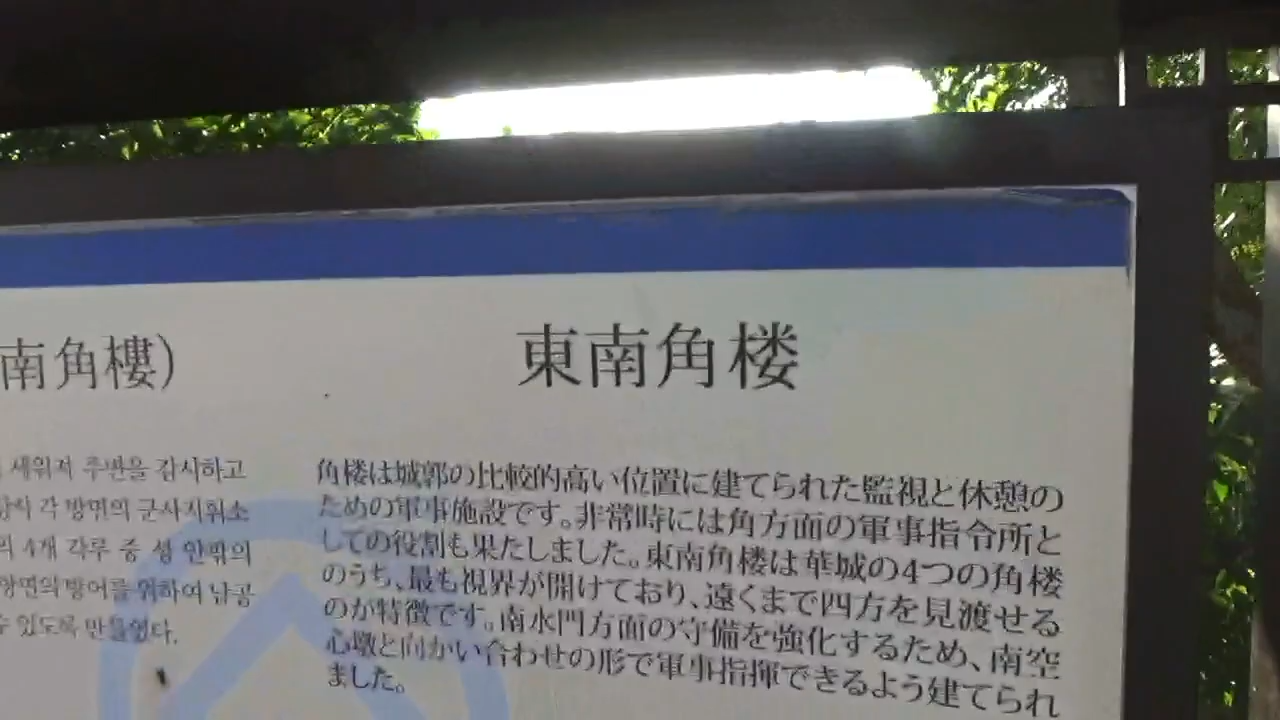 南角樓)
세워져 주변을 감시하고
각 방면의 군사지휘소
4개 각루 중 성 안팎의
방면의 방어를 위하여 남공
수 있도록 만들었다.
東南角楼
角楼は城郭の比較的高い位置に建てられた監視と休憩の
ための軍事施設です。非常時には角方面の軍事指令所と
しての役割も果たしました。東南角楼は華城の4つの角楼
のうち、最も視界が開けており、遠くまで四方を見渡せる
のが特徴です。南水門方面の守備を強化するため、南空
心墩と向かい合わせの形で軍事指揮できるよう建てられ
ました。